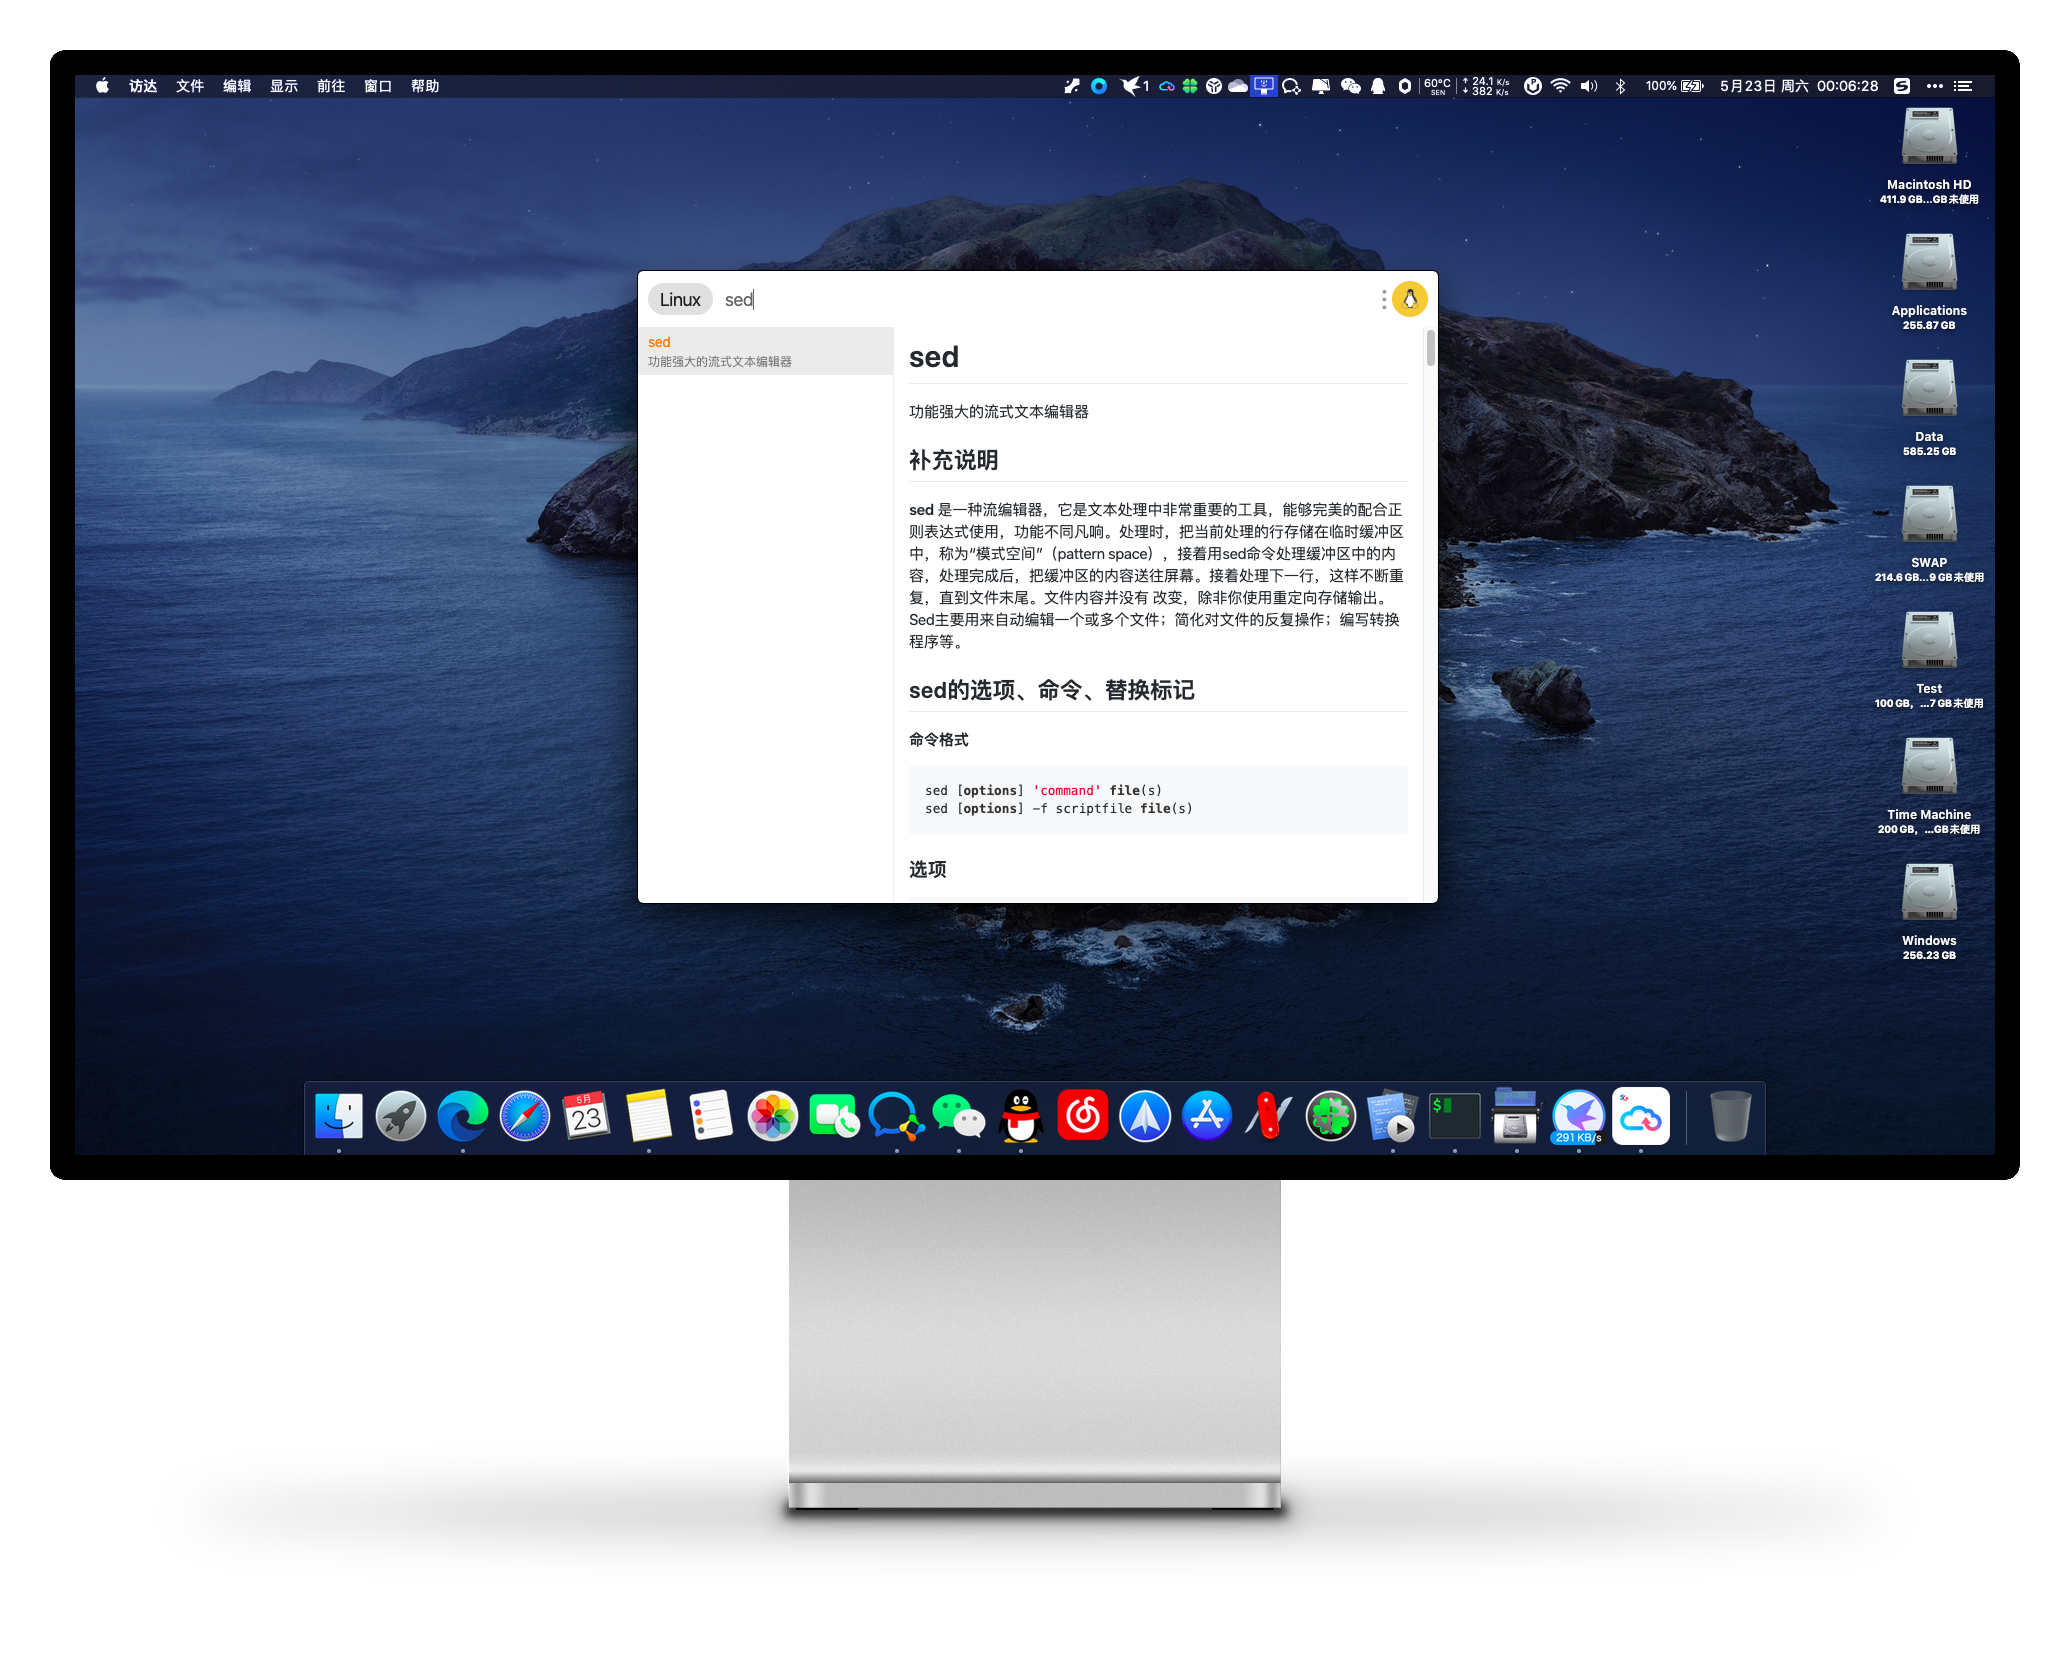 访达 文件 编辑 显示 前往 窗口 帮助
1 60°C SEN 24.1 K/s 382 K/s 100% 5月23日 周六 00:06:28
Macintosh HD
411.9 GB...GB 未使用
Applications
255.87 GB
Data
585.25 GB
SWAP
214.6 GB...9 GB 未使用
Test
100 GB，...7 GB 未使用
Time Machine
200 GB，...GB 未使用
Windows
256.23 GB
Linux sed
sed
功能强大的流式文本编辑器
sed
功能强大的流式文本编辑器
补充说明
sed 是一种流编辑器，它是文本处理中非常重要的工具，能够完美的配合正
则表达式使用，功能不同凡响。处理时，把当前处理的行存储在临时缓冲区
中，称为“模式空间”（pattern space），接着用sed命令处理缓冲区中的内
容，处理完成后，把缓冲区的内容送往屏幕。接着处理下一行，这样不断重
复，直到文件末尾。文件内容并没有 改变，除非你使用重定向存储输出。
Sed主要用来自动编辑一个或多个文件；简化对文件的反复操作；编写转换
程序等。
sed的选项、命令、替换标记
命令格式
sed [options] 'command' file(s)
sed [options] -f scriptfile file(s)
选项
5月
23
$
291 KB/s